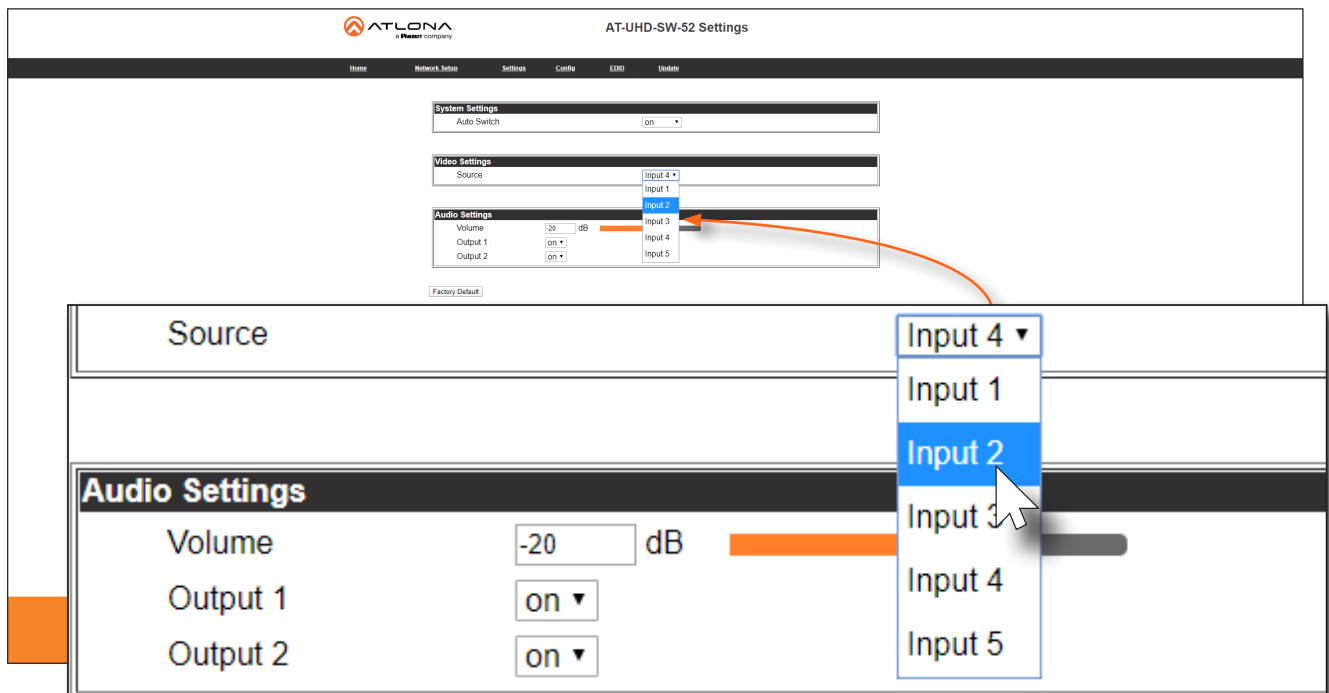 ATLONA
a PANDUIT company
AT-UHD-SW-52 Settings
Home Network Setup Settings Config EDID Update
System Settings
Auto Switch on
Video Settings
Source Input 4
Input 1
Input 2
Input 3
Input 4
Input 5
Audio Settings
Volume -20 dB
Output 1 on
Output 2 on
Factory Default
Source Input 4
Input 1
Input 2
Input 3
Input 4
Input 5
Audio Settings
Volume -20 dB
Output 1 on
Output 2 on